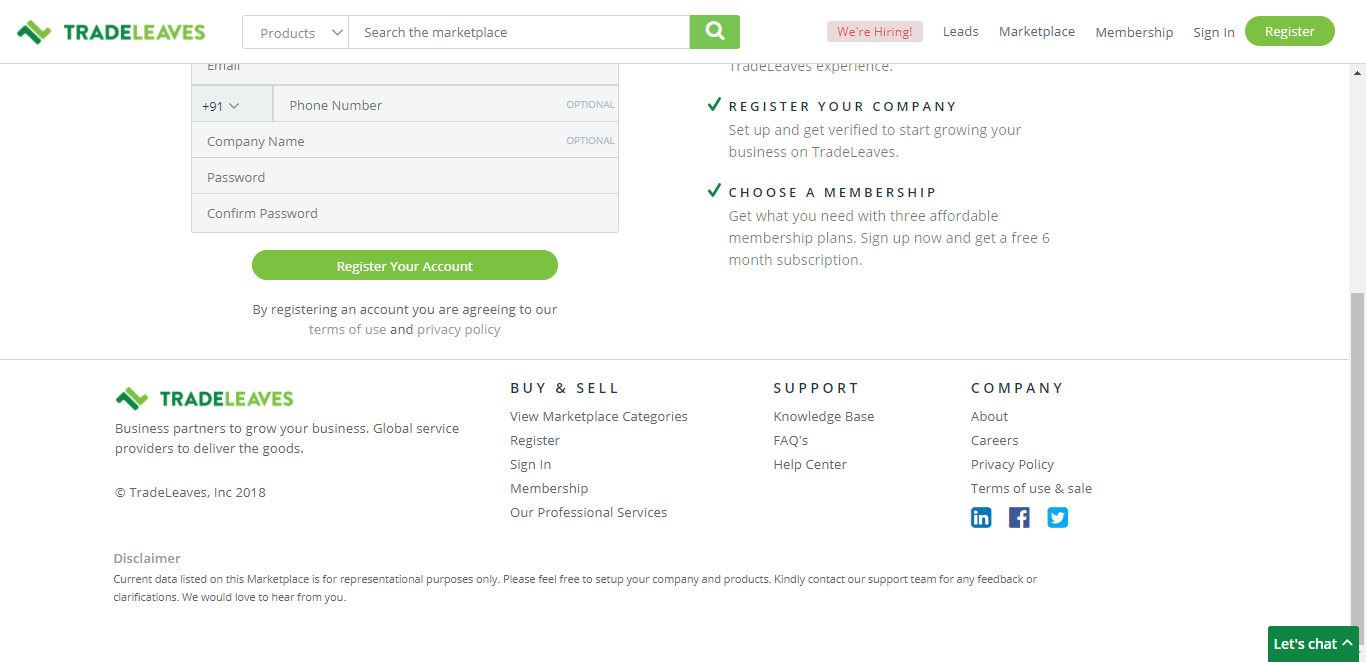 TRADELEAVES
Products
Search the marketplace
We're Hiring!
Leads
Marketplace
Membership
Sign In
Register
Email
+91
Phone Number
OPTIONAL
Company Name
OPTIONAL
Password
Confirm Password
Register Your Account
By registering an account you are agreeing to our
terms of use and privacy policy
TradeLeaves experience.
REGISTER YOUR COMPANY
Set up and get verified to start growing your
business on TradeLeaves.
CHOOSE A MEMBERSHIP
Get what you need with three affordable
membership plans. Sign up now and get a free 6
month subscription.
TRADELEAVES
Business partners to grow your business. Global service
providers to deliver the goods.
© TradeLeaves, Inc 2018
BUY & SELL
View Marketplace Categories
Register
Sign In
Membership
Our Professional Services
SUPPORT
Knowledge Base
FAQ's
Help Center
COMPANY
About
Careers
Privacy Policy
Terms of use & sale
in
f
Disclaimer
Current data listed on this Marketplace is for representational purposes only. Please feel free to setup your company and products. Kindly contact our support team for any feedback or
clarifications. We would love to hear from you.
Let's chat